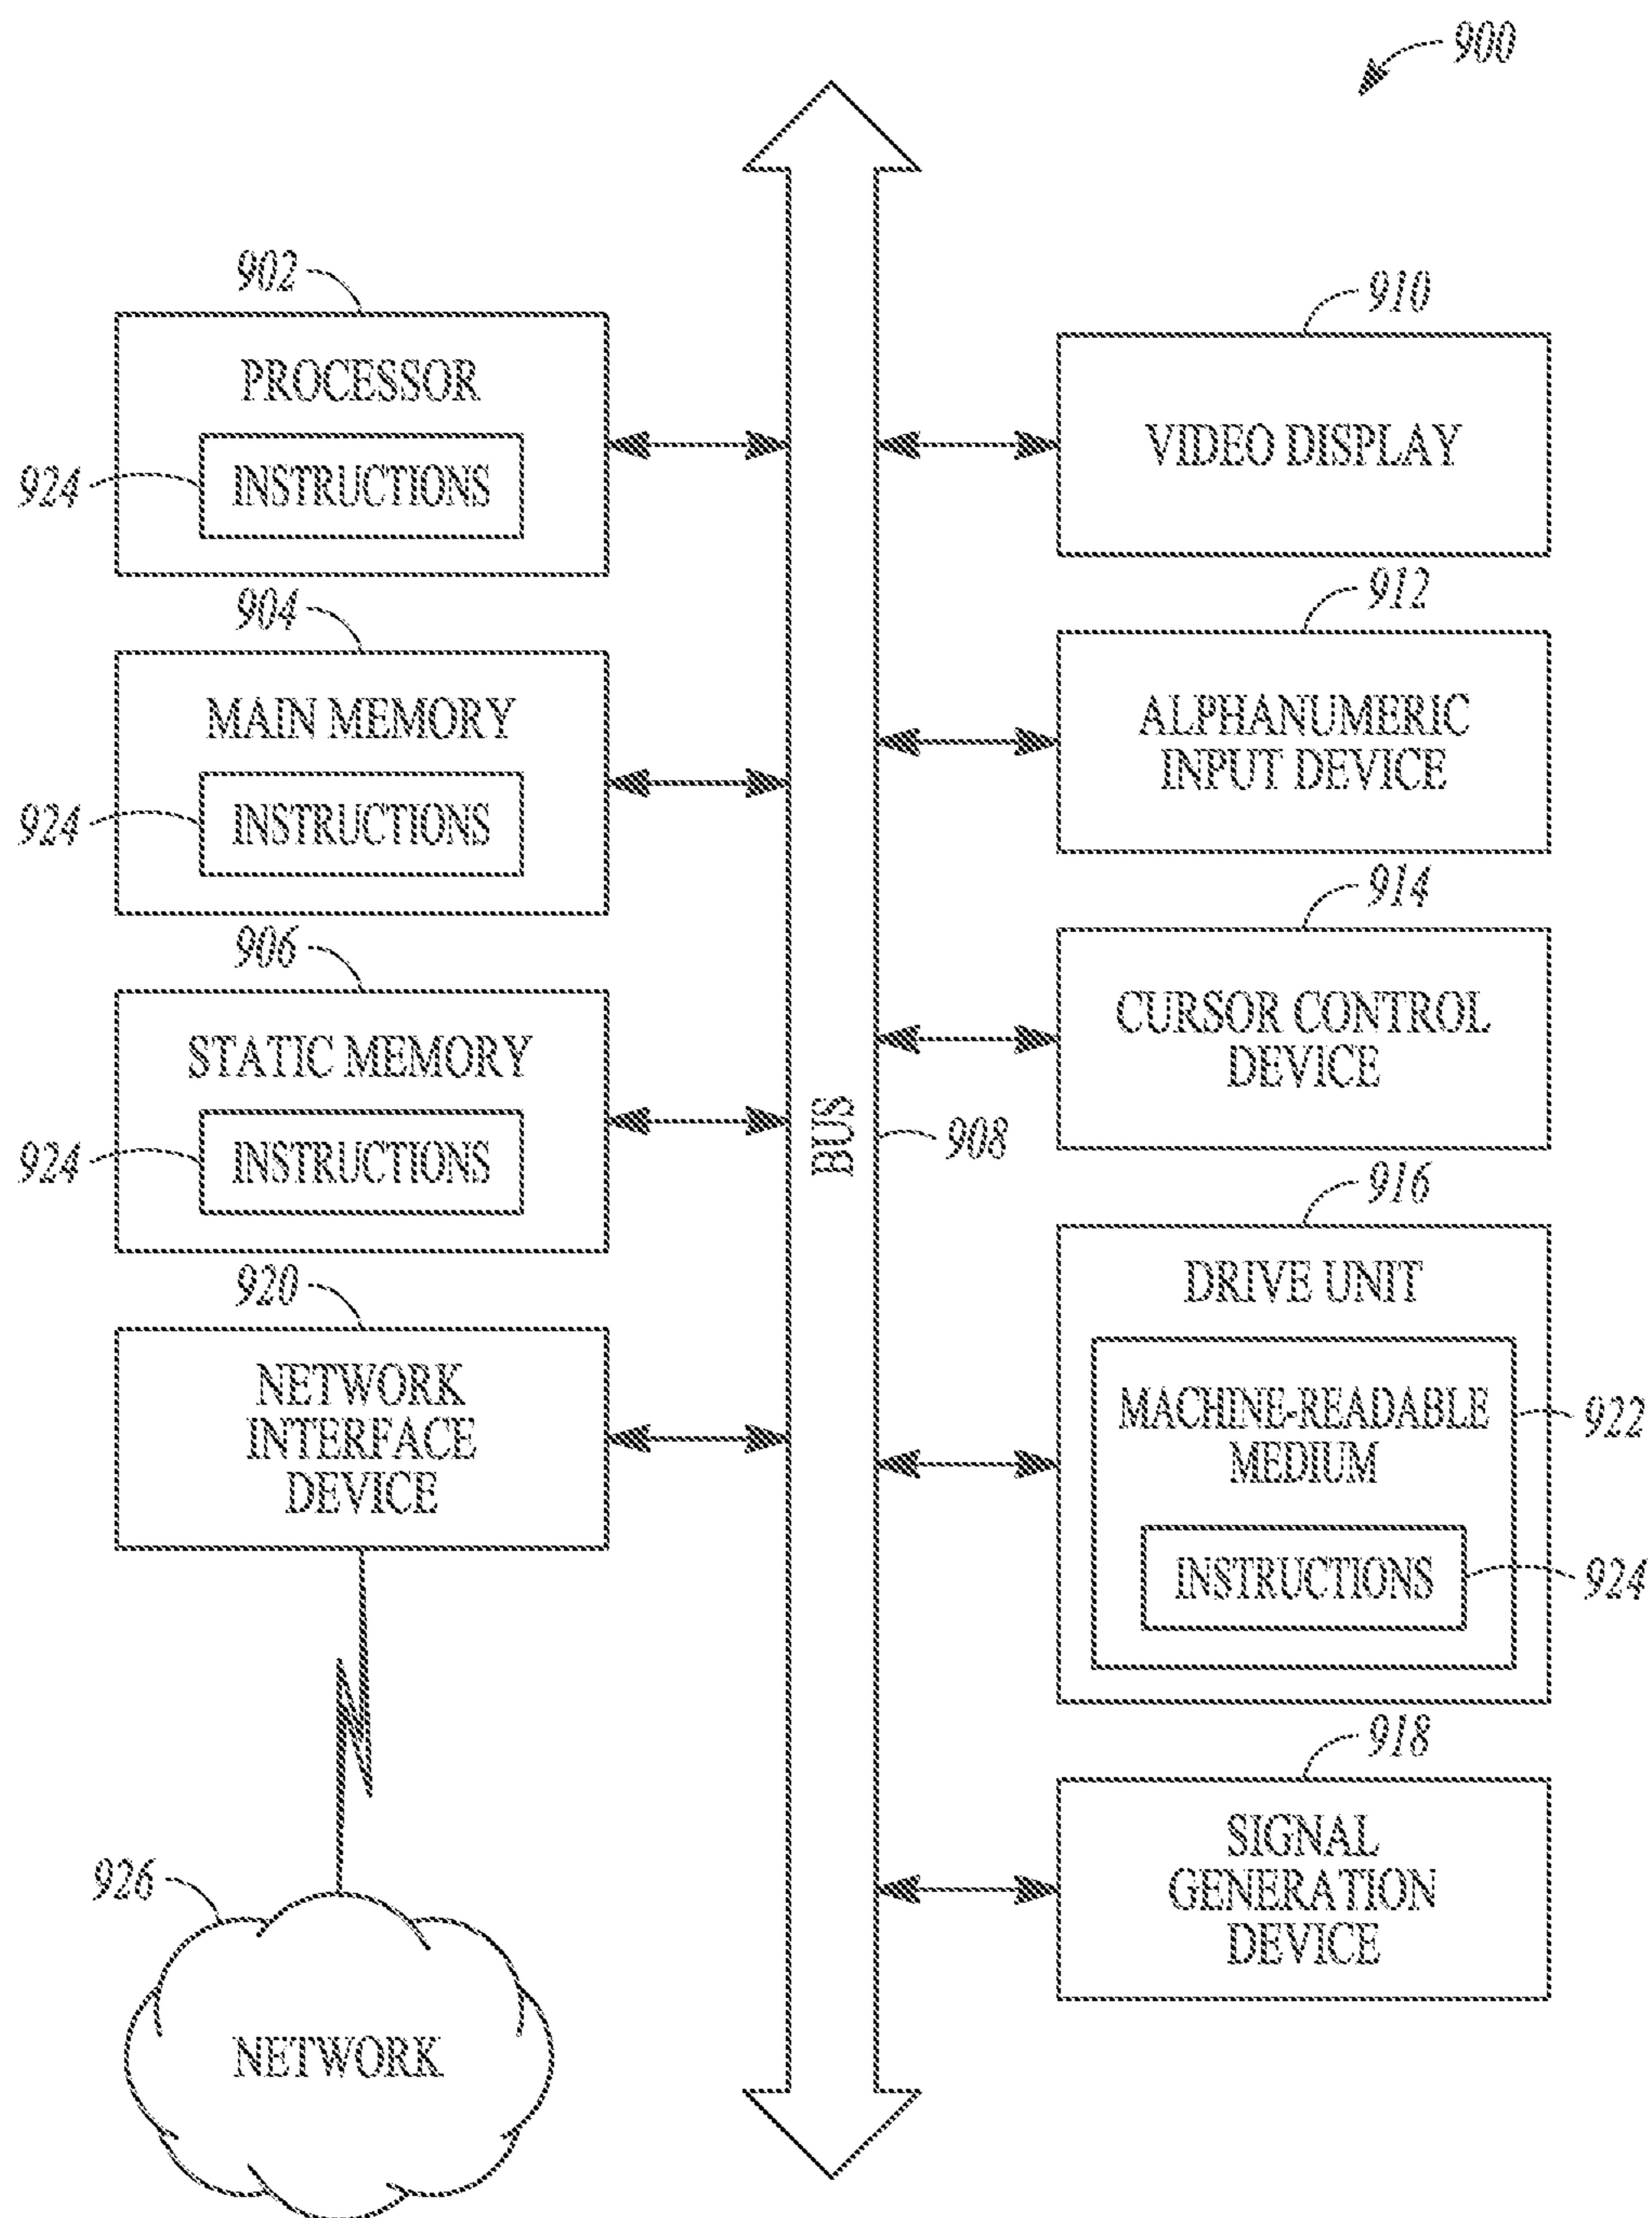 900
902
PROCESSOR
924
INSTRUCTIONS
904
MAIN MEMORY
924
INSTRUCTIONS
906
STATIC MEMORY
924
INSTRUCTIONS
920
NETWORK
INTERFACE
DEVICE
926
NETWORK
BUS
908
910
VIDEO DISPLAY
912
ALPHANUMERIC
INPUT DEVICE
914
CURSOR CONTROL
DEVICE
916
DRIVE UNIT
MACHINE-READABLE
MEDIUM
922
INSTRUCTIONS
924
918
SIGNAL
GENERATION
DEVICE